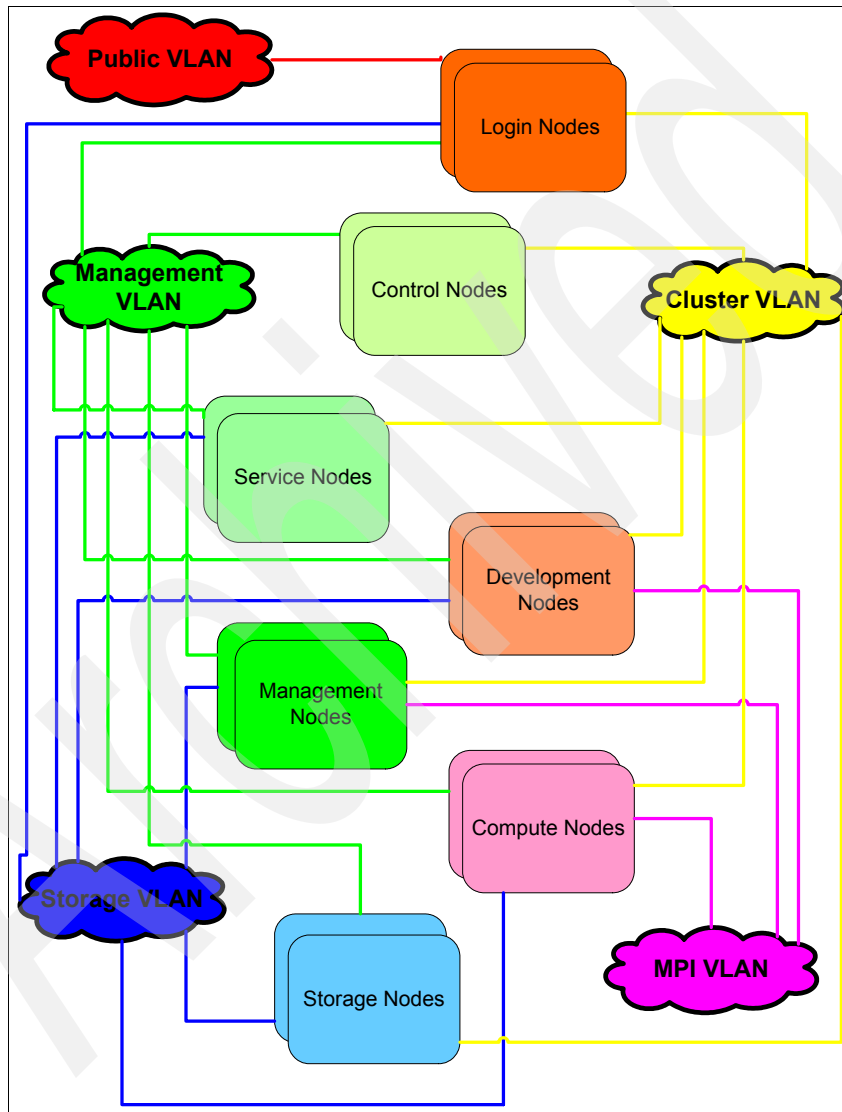 Public VLAN
Login Nodes
Management
VLAN
Control Nodes
Cluster VLAN
Service Nodes
Development
Nodes
Management
Nodes
Compute Nodes
Storage VLAN
MPI VLAN
Storage Nodes
Archived